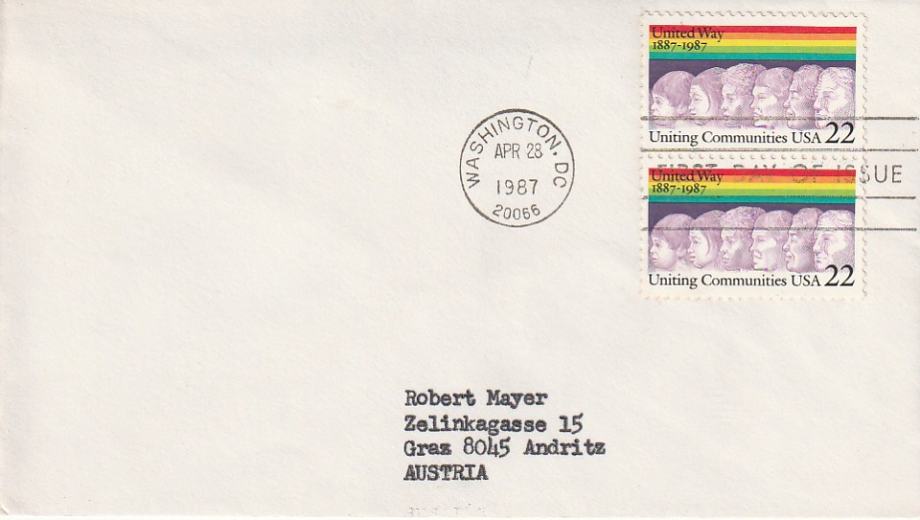 United Way
1887-1987
Uniting Communities USA 22
WASHINGTON, DC
APR 28
1987
20066
FIRST DAY OF ISSUE
United Way
1887-1987
Uniting Communities USA 22
Robert Mayer
Zelinkagasse 15
Graz 8045 Andritz
AUSTRIA